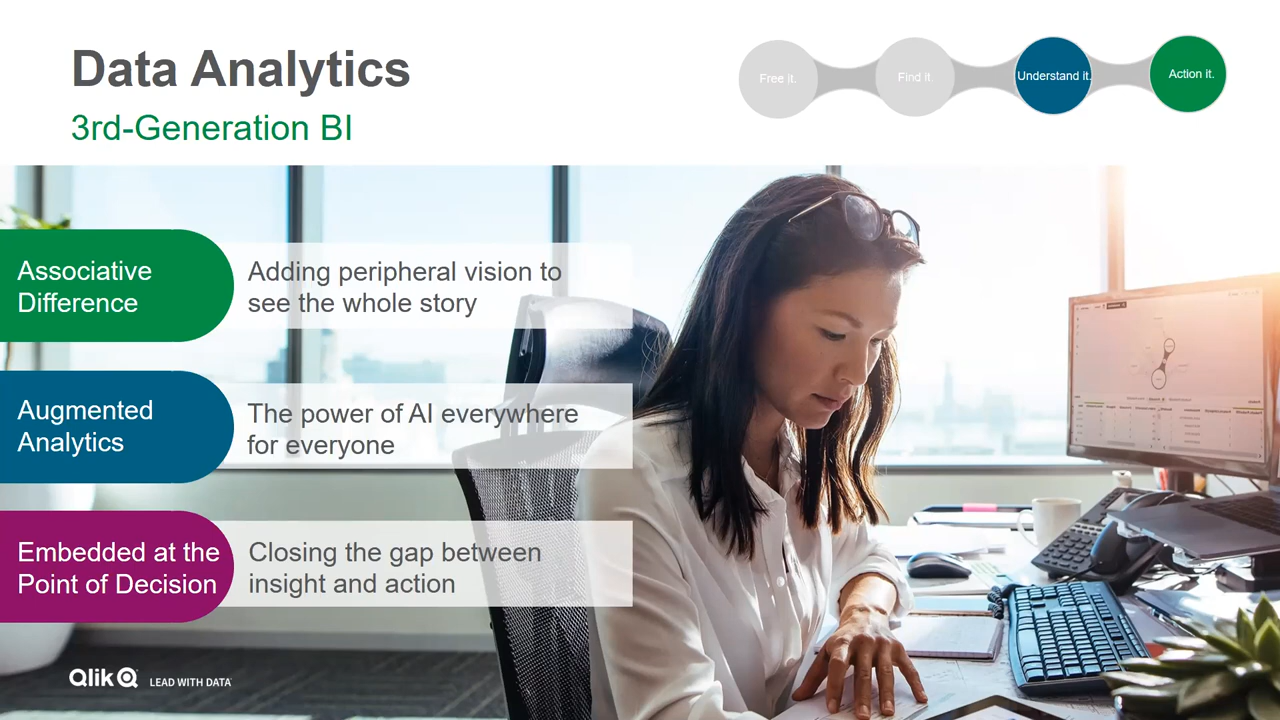 Data Analytics
3rd-Generation BI
Free it.
Find it.
Understand it.
Action it.
Associative
Difference
Adding peripheral vision to
see the whole story
Augmented
Analytics
The power of AI everywhere
for everyone
Embedded at the
Point of Decision
Closing the gap between
insight and action
Qlik
LEAD WITH DATA